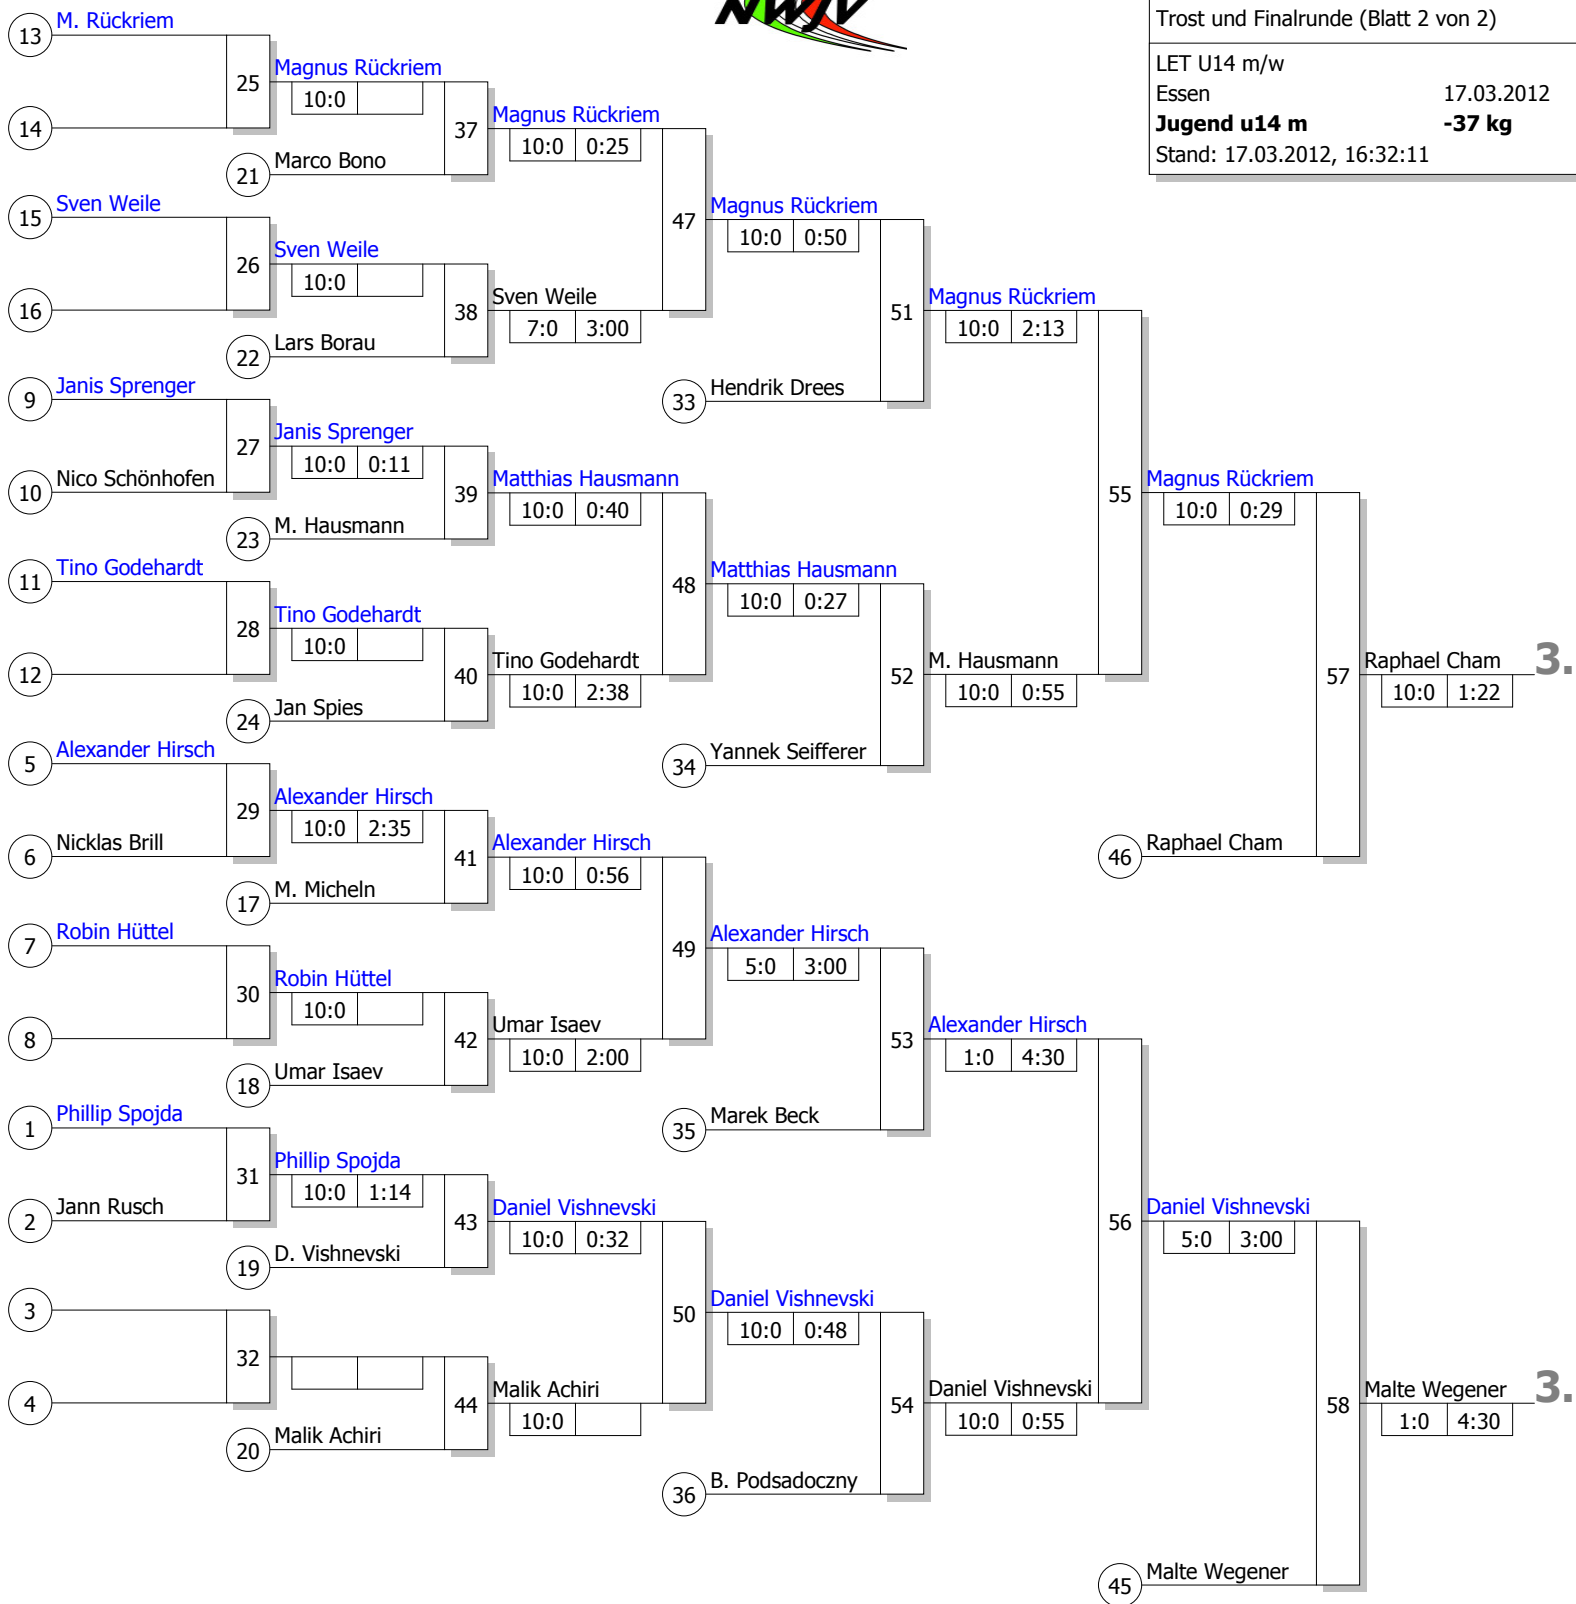 NWJV
Trost und Finalrunde (Blatt 2 von 2)
LET U14 m/w
Essen 17.03.2012
Jugend u14 m -37 kg
Stand: 17.03.2012, 16:32:11
13 M. Rückriem
14
25 Magnus Rückriem
10:0
21 Marco Bono
37 Magnus Rückriem
10:0 0:25
15 Sven Weile
16
26 Sven Weile
10:0
22 Lars Borau
38 Sven Weile
7:0 3:00
47 Magnus Rückriem
10:0 0:50
33 Hendrik Drees
51 Magnus Rückriem
10:0 2:13
9 Janis Sprenger
10 Nico Schönhofen
27 Janis Sprenger
10:0 0:11
23 M. Hausmann
39 Matthias Hausmann
10:0 0:40
11 Tino Godehardt
12
28 Tino Godehardt
10:0
24 Jan Spies
40 Tino Godehardt
10:0 2:38
48 Matthias Hausmann
10:0 0:27
34 Yannek Seifferer
52 M. Hausmann
10:0 0:55
55 Magnus Rückriem
10:0 0:29
46 Raphael Cham
57 Raphael Cham 3.
10:0 1:22
5 Alexander Hirsch
6 Nicklas Brill
29 Alexander Hirsch
10:0 2:35
17 M. Micheln
41 Alexander Hirsch
10:0 0:56
7 Robin Hüttel
8
30 Robin Hüttel
10:0
18 Umar Isaev
42 Umar Isaev
10:0 2:00
49 Alexander Hirsch
5:0 3:00
35 Marek Beck
53 Alexander Hirsch
1:0 4:30
1 Phillip Spojda
2 Jann Rusch
31 Phillip Spojda
10:0 1:14
19 D. Vishnevski
43 Daniel Vishnevski
10:0 0:32
3
4
32
20 Malik Achiri
44 Malik Achiri
10:0
50 Daniel Vishnevski
10:0 0:48
36 B. Podsadoczny
54 Daniel Vishnevski
10:0 0:55
56 Daniel Vishnevski
5:0 3:00
45 Malte Wegener
58 Malte Wegener 3.
1:0 4:30